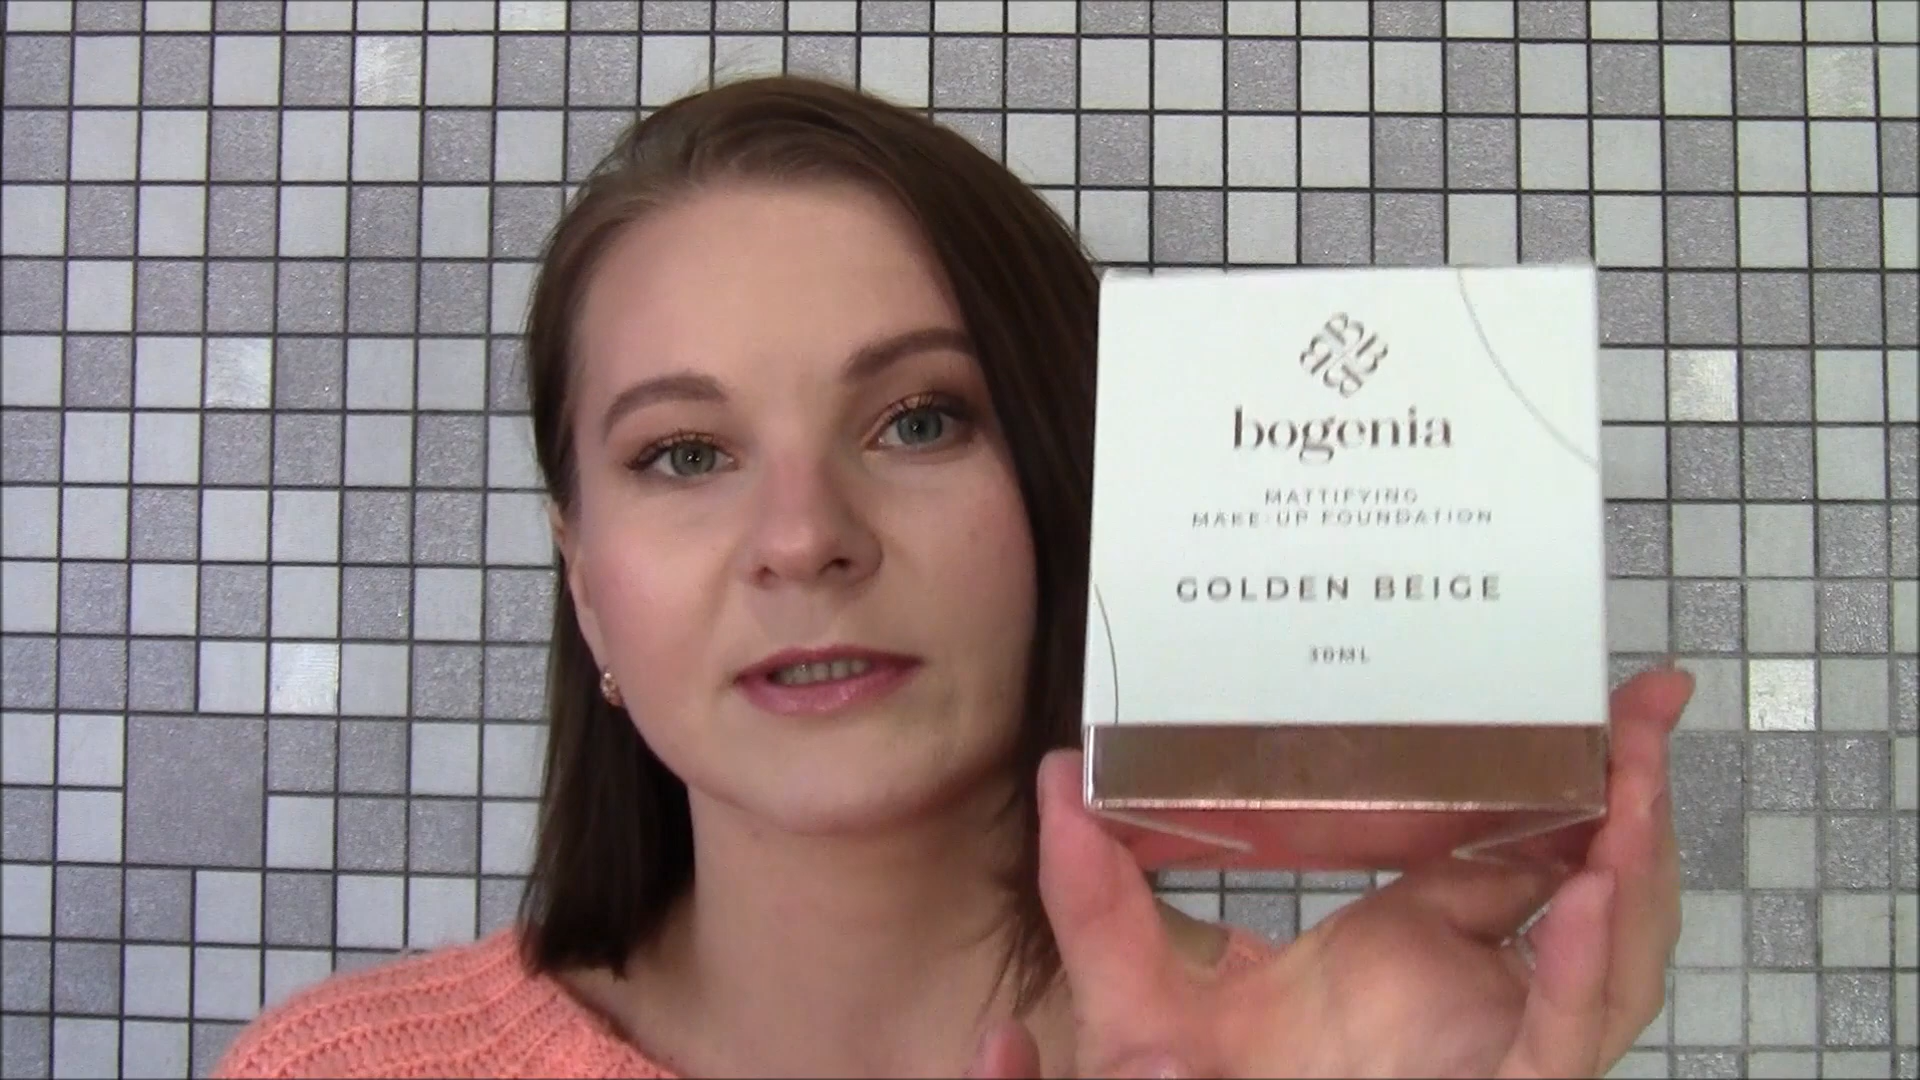 bogenia
MATTIFYING
MAKE-UP FOUNDATION
GOLDEN BEIGE
30ML